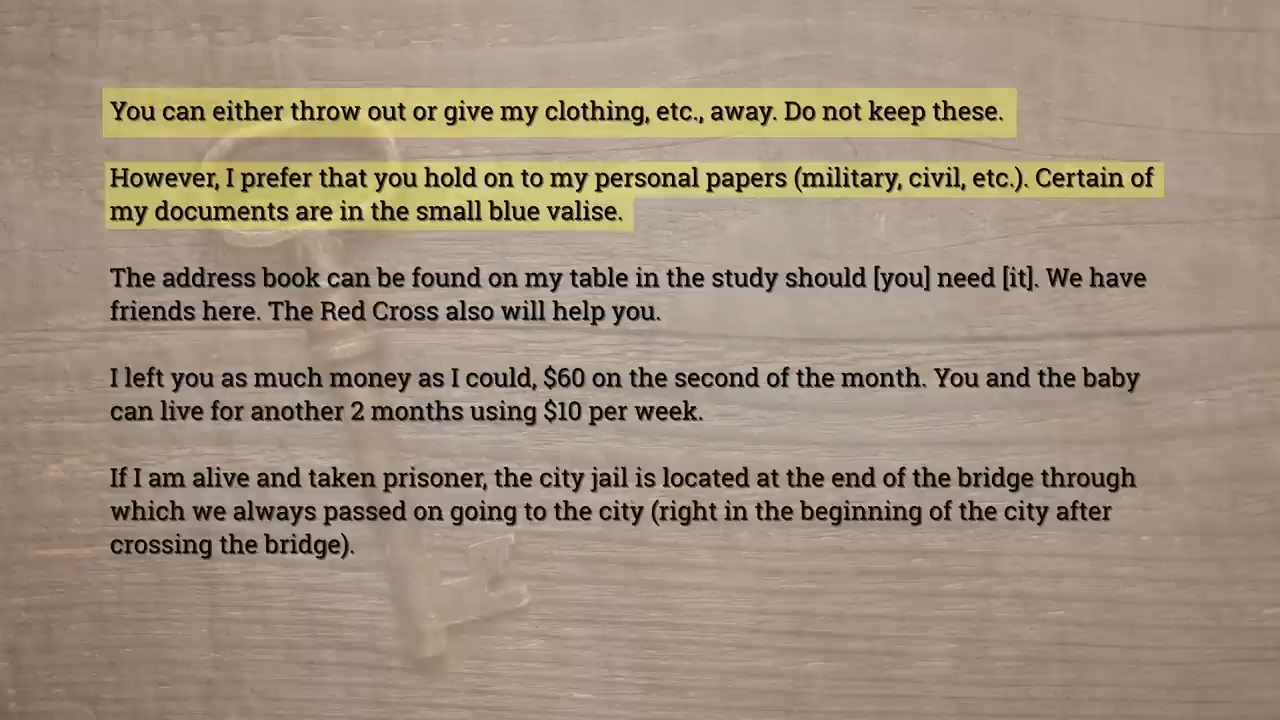 You can either throw out or give my clothing, etc., away. Do not keep these.
However, I prefer that you hold on to my personal papers (military, civil, etc.). Certain of
my documents are in the small blue valise.
The address book can be found on my table in the study should [you] need [it]. We have
friends here. The Red Cross also will help you.
I left you as much money as I could, $60 on the second of the month. You and the baby
can live for another 2 months using $10 per week.
If I am alive and taken prisoner, the city jail is located at the end of the bridge through
which we always passed on going to the city (right in the beginning of the city after
crossing the bridge).